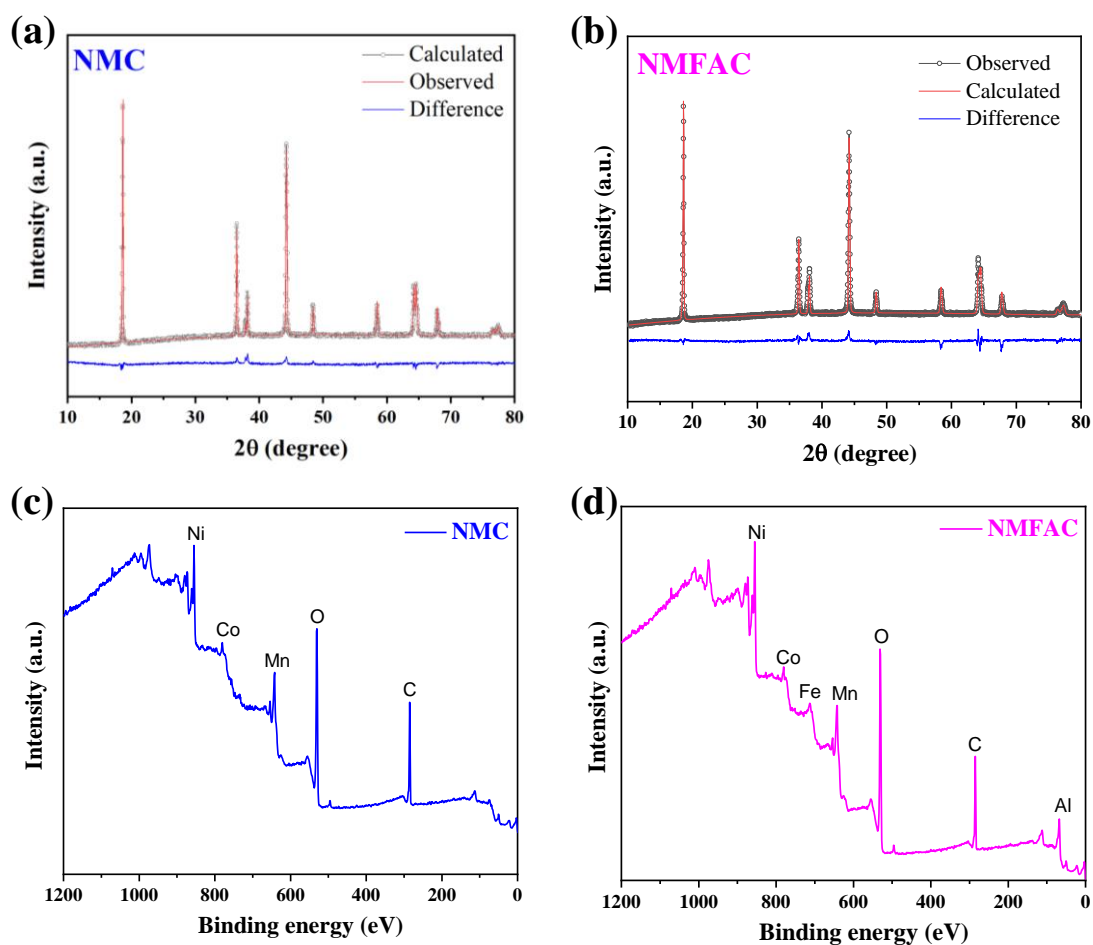 (a)
NMC
Calculated
Observed
Difference
Intensity (a.u.)
10 20 30 40 50 60 70 80
2θ (degree)
(b)
NMFAC
Observed
Calculated
Difference
Intensity (a.u.)
10 20 30 40 50 60 70 80
2θ (degree)
(c)
NMC
Ni
Co
Mn
O
C
Intensity (a.u.)
1200 1000 800 600 400 200 0
Binding energy (eV)
(d)
NMFAC
Ni
Co
Fe
Mn
O
C
Al
Intensity (a.u.)
1200 1000 800 600 400 200 0
Binding energy (eV)